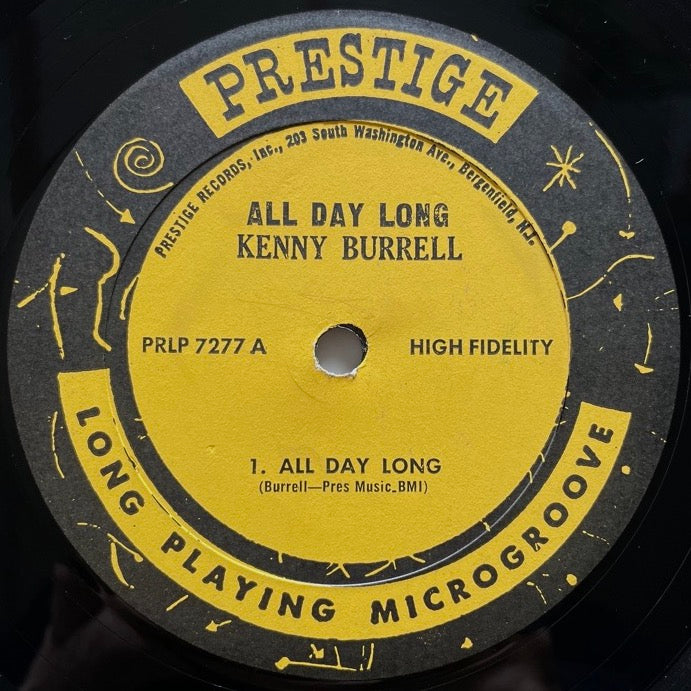 PRESTIGE
PRESTIGE RECORDS, Inc., 203 South Washington Ave., Bergenfield, N.J.
ALL DAY LONG
KENNY BURRELL
PRLP 7277 A
HIGH FIDELITY
1. ALL DAY LONG
(Burrell—Pres Music-BMI)
LONG PLAYING MICROGROOVE